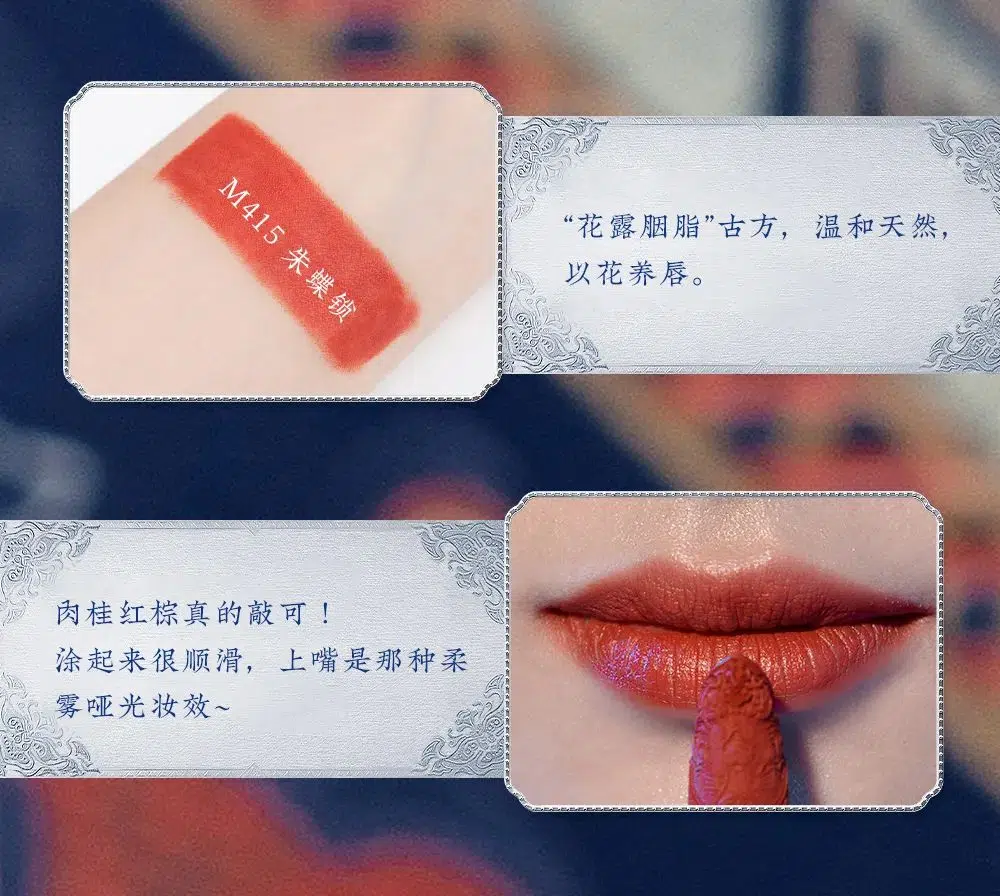 M415 朱蝶锁
“花露胭脂”古方，温和天然，
以花养唇。
肉桂红棕真的敲可！
涂起来很顺滑，上嘴是那种柔
雾哑光妆效~